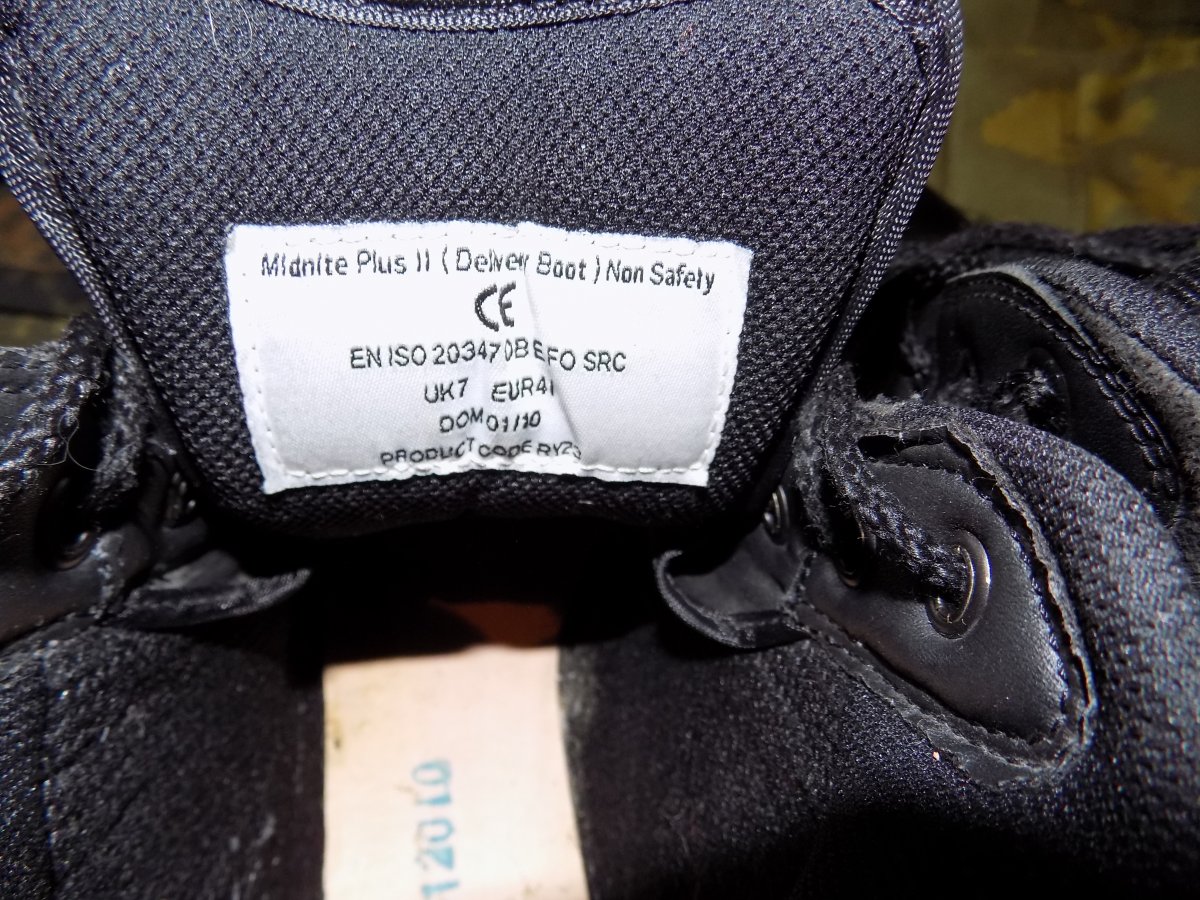 Midnite Plus II ( Delivery Boot ) Non Safety
CE
EN ISO 20347 OB E FO SRC
UK7 EUR41
DOM 01/10
PRODUCT CODE RY23
12010